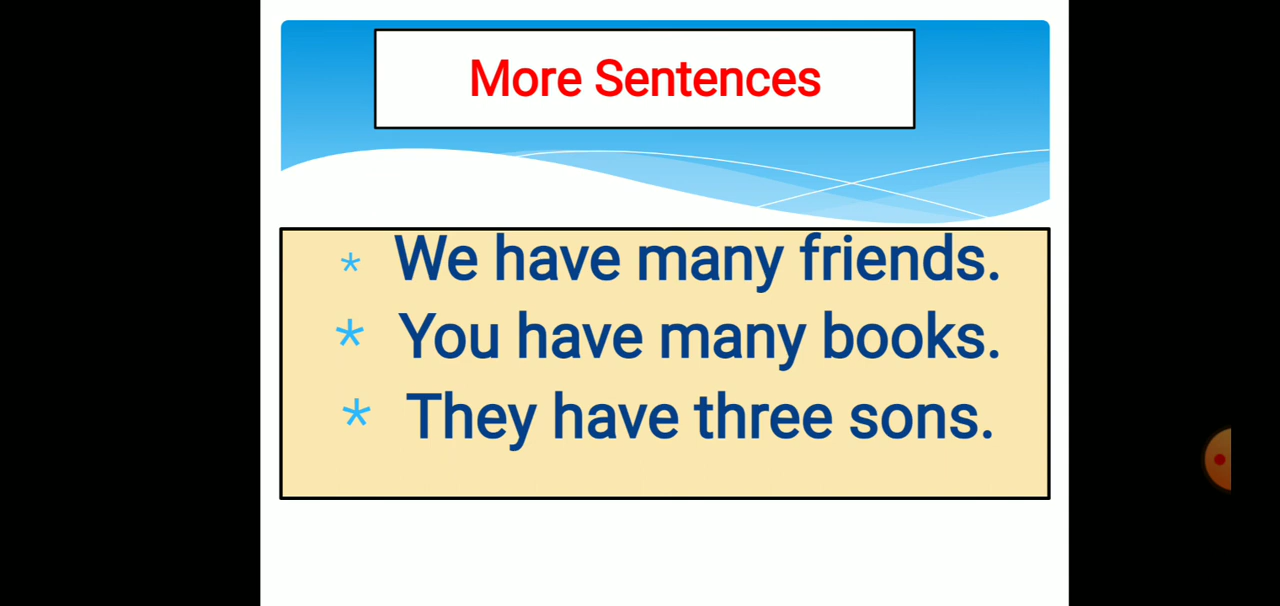 More Sentences
* We have many friends.
* You have many books.
* They have three sons.